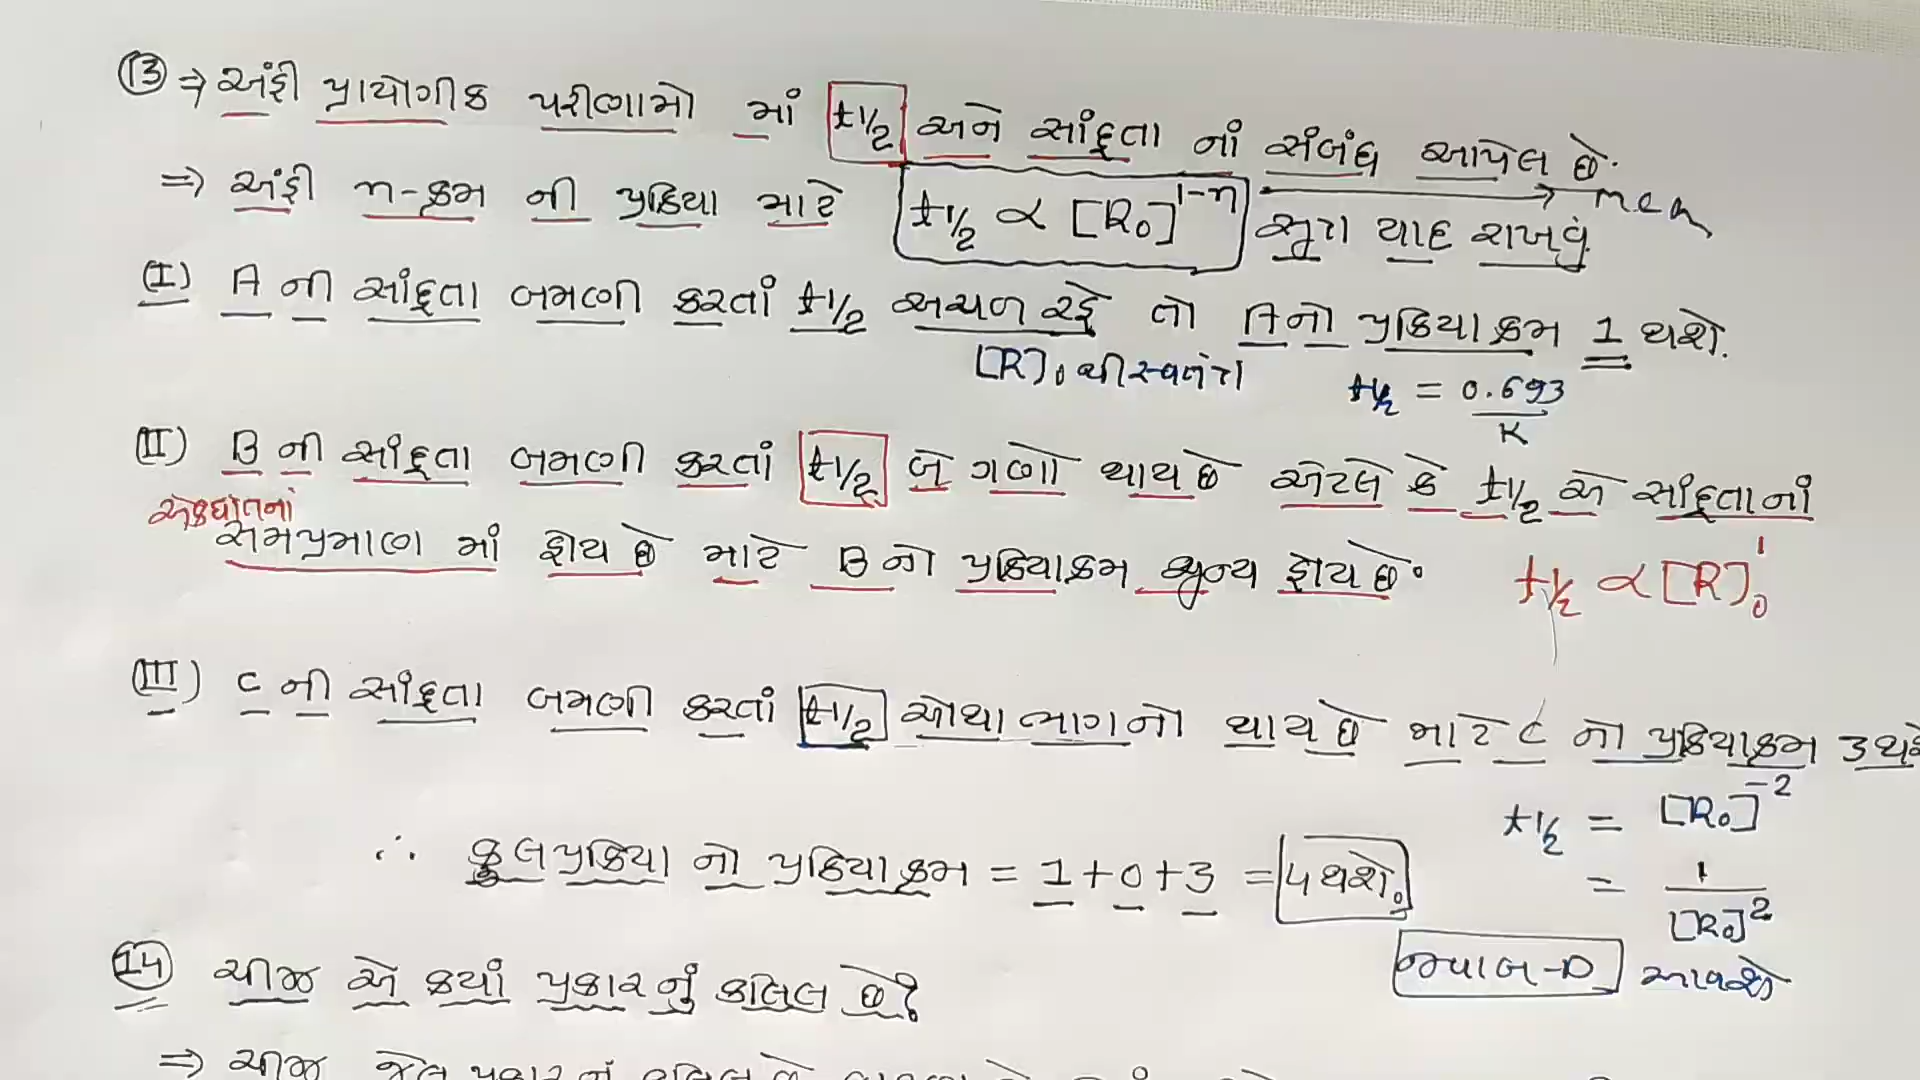 (13) ⇒ અહીં પ્રાયોગીક પરીણામો માં t1/2 અને સાંદ્રતા નાં સંબંધ આપેલ છે.
⇒ અહીં n-ક્રમ ની પ્રક્રિયા માટે t1/2 ∝ [R₀]^1-n સૂત્ર યાદ રાખવું
(I) A ની સાંદ્રતા બમણી કરતાં t1/2 અચળ રહે તો A નો પ્રક્રિયાક્રમ 1 થશે.
[R]₀ થી સ્વતંત્ર t1/2 = 0.693/K
(II) B ની સાંદ્રતા બમણી કરતાં t1/2 બે ગણો થાય છે એટલે કે t1/2 એ સાંદ્રતાનાં
એકઘાતનાં
સમપ્રમાણ માં હોય છે માટે B નો પ્રક્રિયાક્રમ શૂન્ય હોય છે. t1/2 ∝ [R]₀^1
(III) C ની સાંદ્રતા બમણી કરતાં t1/2 ચોથા ભાગનો થાય છે માટે C નો પ્રક્રિયાક્રમ 3
t1/2 = [R₀]^-2
∴ કુલ પ્રક્રિયા નો પ્રક્રિયાક્રમ = 1+0+3 = 4 થશે.
= 1/[R₀]^2
જવાબ-D આવશે
(14) ચીઝ એ કયાં પ્રકારનું કલિલ છે?
⇒ ચીઝ